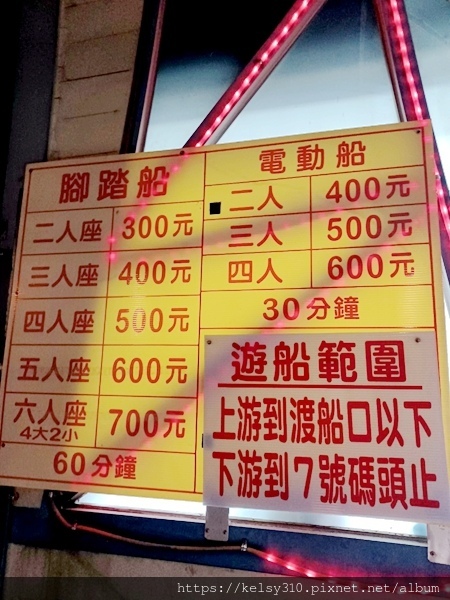 腳踏船
二人座 300元
三人座 400元
四人座 500元
五人座 600元
六人座 700元
4大2小
60分鐘
電動船
二人 400元
三人 500元
四人 600元
30分鐘
遊船範圍
上游到渡船口以下
下游到7號碼頭止
https://kelsy310.pixnet.net/album